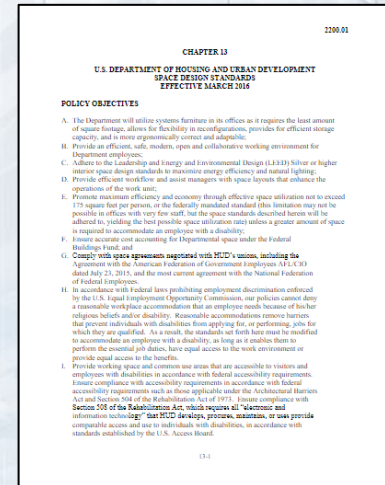 2200.01
CHAPTER 13
U.S. DEPARTMENT OF HOUSING AND URBAN DEVELOPMENT
SPACE DESIGN STANDARDS
EFFECTIVE MARCH 2016
POLICY OBJECTIVES
A. The Department will utilize systems furniture in its offices as it requires the least amount
of square footage, allows for flexibility in reconfigurations, provides for efficient storage
capacity, and is more ergonomically correct and adaptable;
B. Provide an efficient, safe, modern, open and collaborative working environment for
Department employees;
C. Adhere to the Leadership and Energy and Environmental Design (LEED) Silver or higher
interior space design standards to maximize energy efficiency and natural lighting;
D. Provide efficient workflow and assist managers with space layouts that enhance the
operations of the work unit;
E. Promote maximum efficiency and economy through effective space utilization not to exceed
175 square feet per person, or the federally mandated standard (this limitation may not be
possible in offices with very few staff, but the space standards described herein will be
adhered to, yielding the best possible space utilization rate) unless a greater amount of space
is required to accommodate an employee with a disability;
F. Ensure accurate cost accounting for Departmental space under the Federal
Buildings Fund; and
G. Comply with space agreements negotiated with HUD's unions, including the
Agreement with the American Federation of Government Employees AFL/CIO
dated July 23, 2015, and the most current agreement with the National Federation
of Federal Employees.
H. In accordance with Federal laws prohibiting employment discrimination enforced
by the U.S. Equal Employment Opportunity Commission, our policies cannot deny
a reasonable workplace accommodation that an employee needs because of his/her
religious beliefs and/or disability. Reasonable accommodations remove barriers
that prevent individuals with disabilities from applying for, or performing, jobs for
which they are qualified. As a result, the standards set forth here must be modified
to accommodate an employee with a disability, as long as it enables them to
perform the essential job duties, have equal access to the work environment or
provide equal access to the benefits.
I. Provide working space and common use areas that are accessible to visitors and
employees with disabilities in accordance with federal accessibility requirements.
Ensure compliance with accessibility requirements in accordance with federal
accessibility requirements such as those applicable under the Architectural Barriers
Act and Section 504 of the Rehabilitation Act of 1973. Ensure compliance with
Section 508 of the Rehabilitation Act, which requires all "electronic and
information technology" that HUD develops, procures, maintains, or uses provide
comparable access and use to individuals with disabilities, in accordance with
standards established by the U.S. Access Board.
13-1